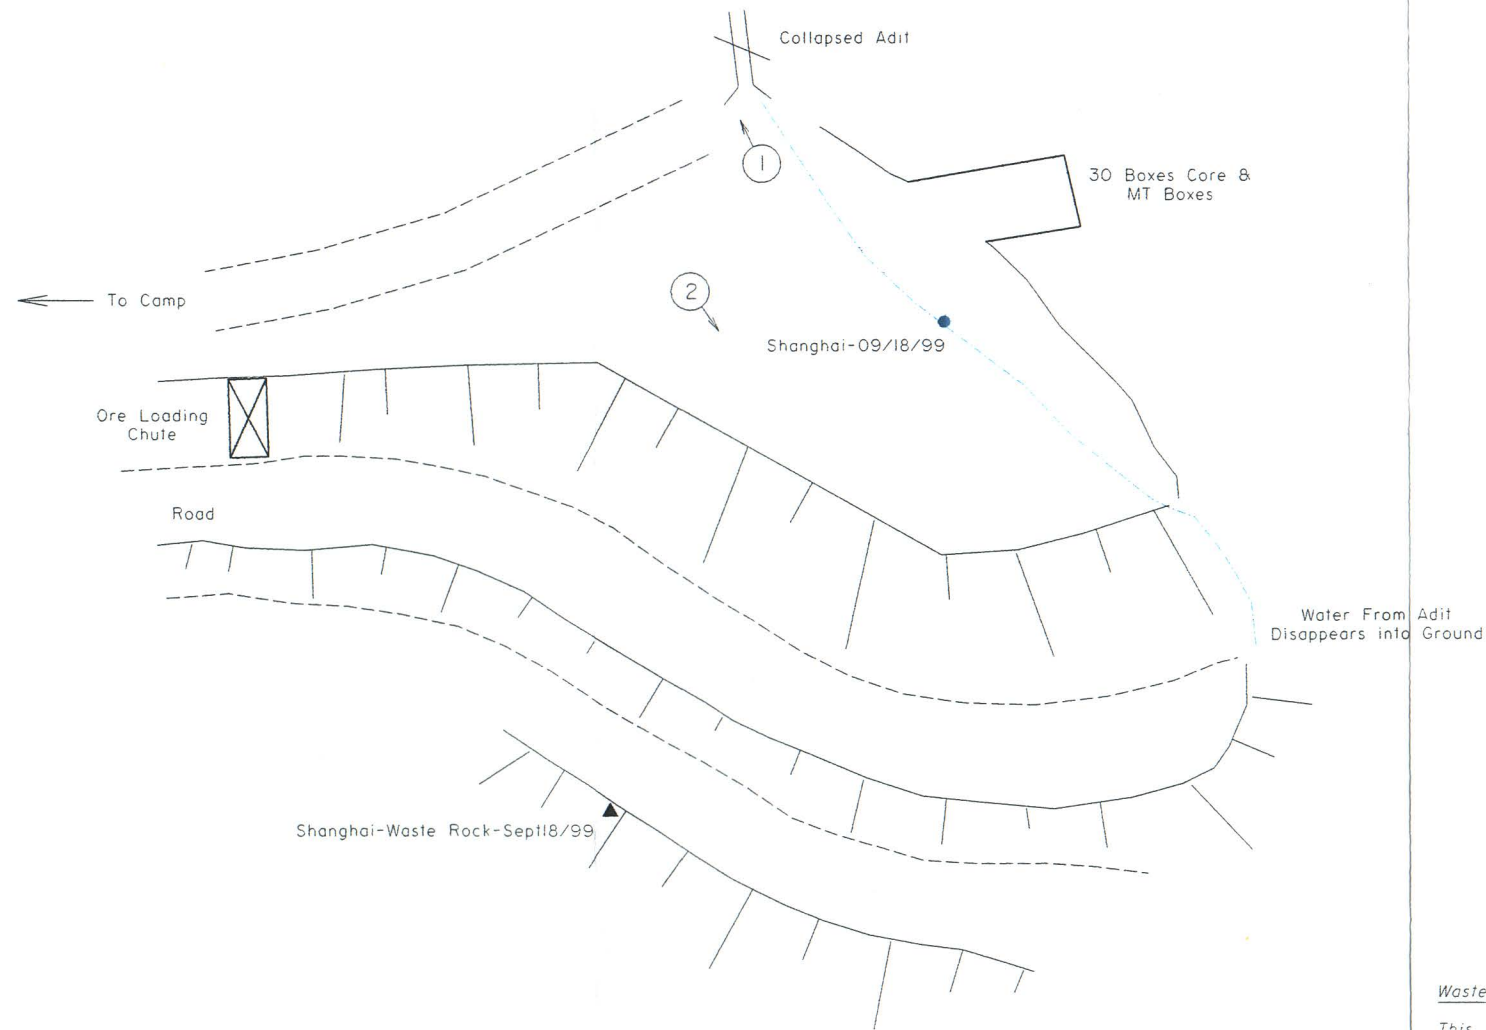 Collapsed Adit
1
30 Boxes Core &
MT Boxes
2
To Camp
Shanghai-09/18/99
Ore Loading
Chute
Road
Water From Adit
Disappears into Ground
Shanghai-Waste Rock-Sept18/99
Waste
This